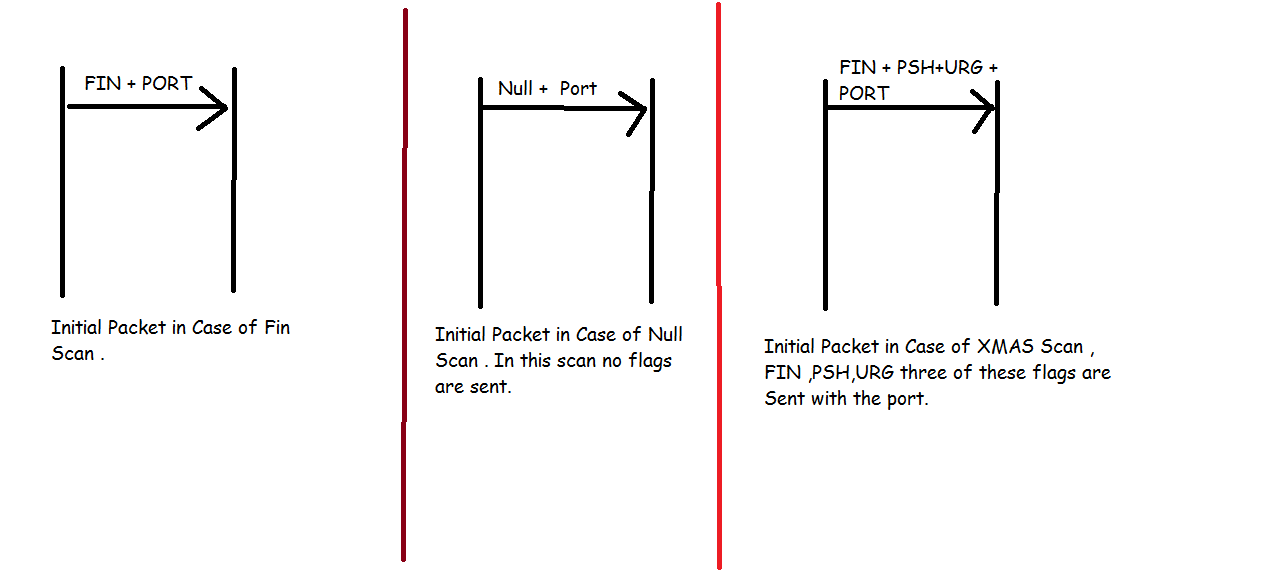 FIN + PORT
Initial Packet in Case of Fin
Scan .
Null +  Port
Initial Packet in Case of Null
Scan . In this scan no flags
are sent.
FIN + PSH+URG +
PORT
Initial Packet in Case of XMAS Scan ,
FIN ,PSH,URG three of these flags are
Sent with the port.